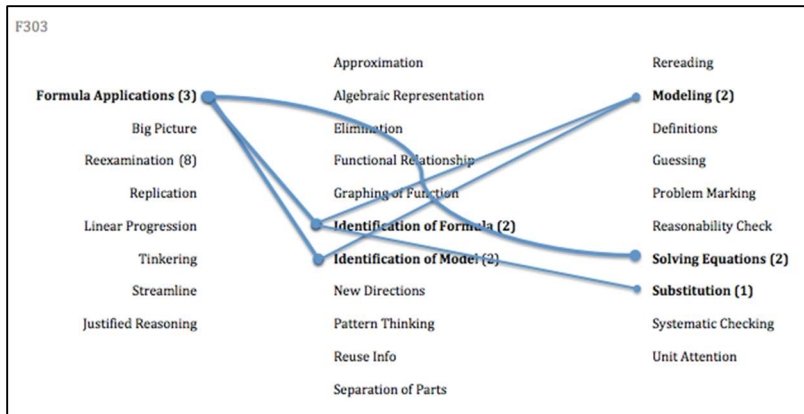 F303
Formula Applications (3)
Big Picture
Reexamination (8)
Replication
Linear Progression
Tinkering
Streamline
Justified Reasoning
Approximation
Algebraic Representation
Elimination
Functional Relationship
Graphing of Function
Identification of Formula (2)
Identification of Model (2)
New Directions
Pattern Thinking
Reuse Info
Separation of Parts
Rereading
Modeling (2)
Definitions
Guessing
Problem Marking
Reasonability Check
Solving Equations (2)
Substitution (1)
Systematic Checking
Unit Attention